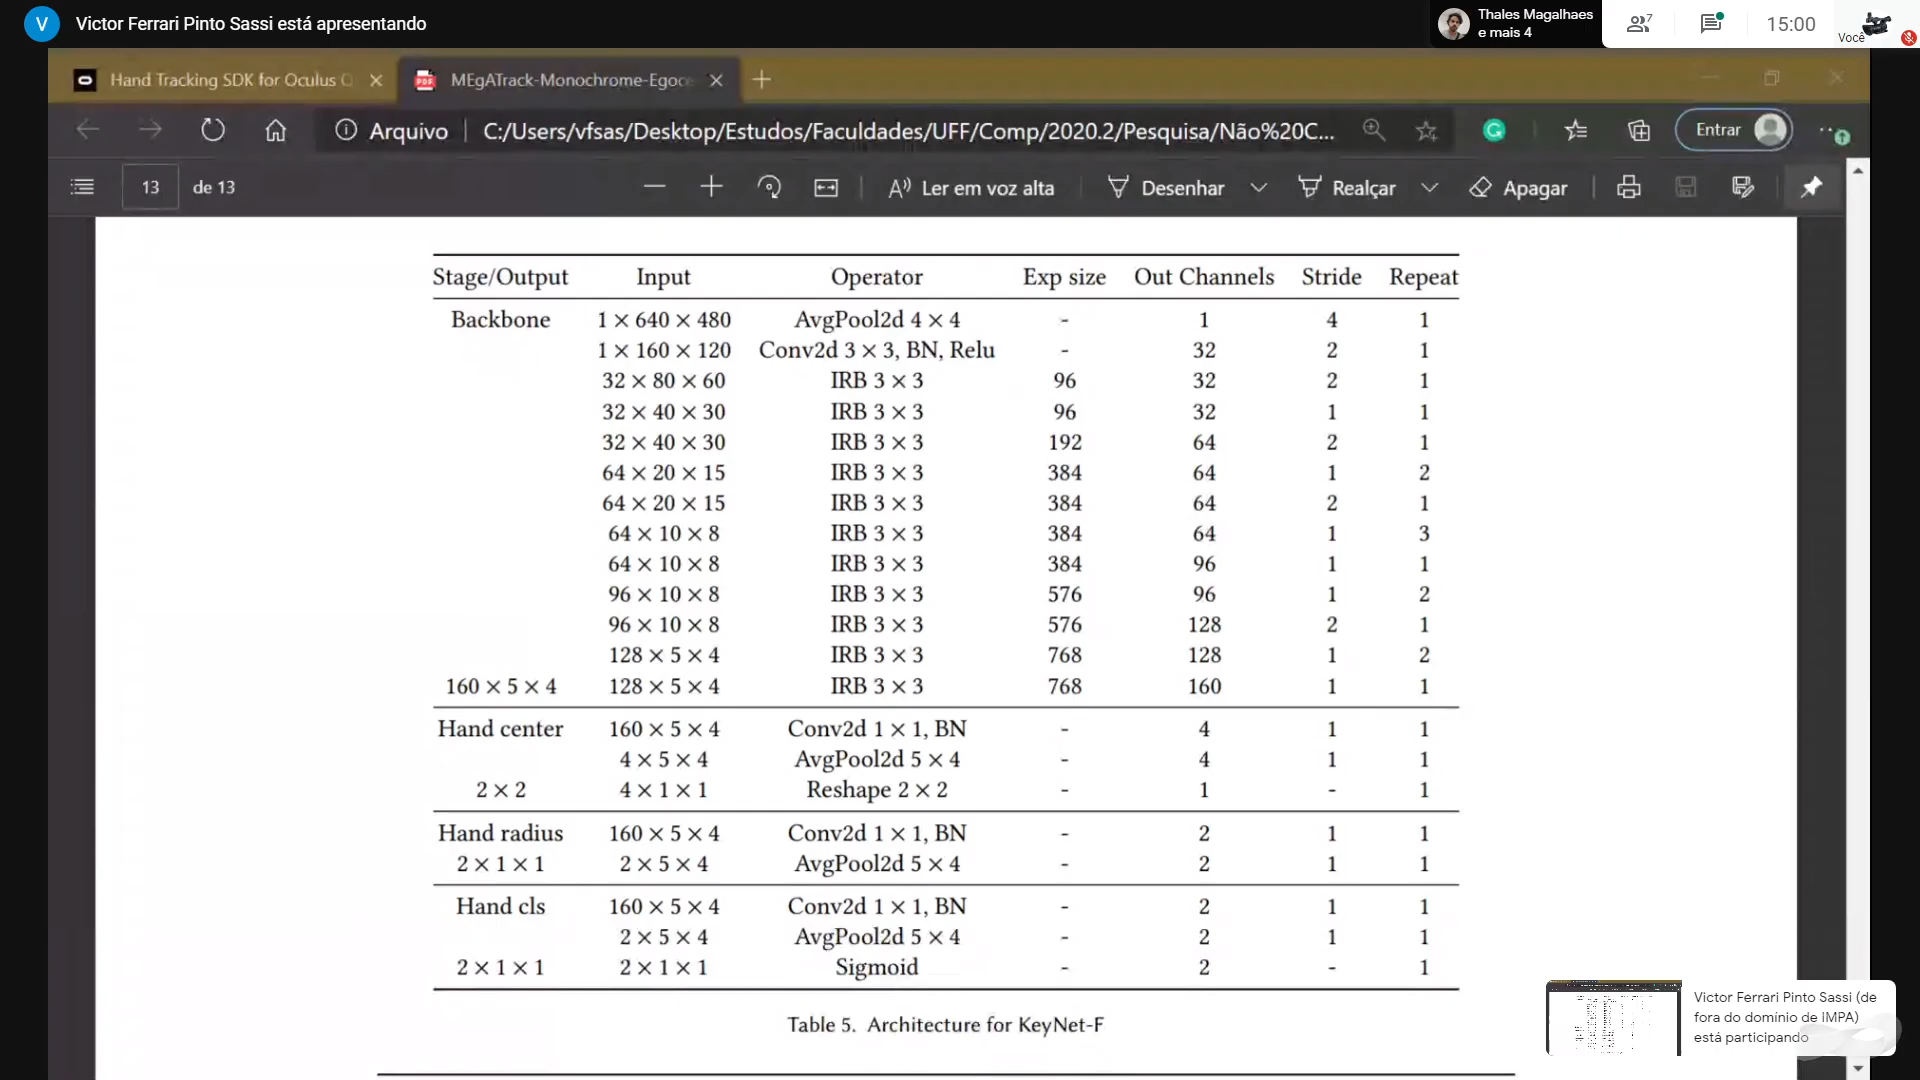 V Victor Ferrari Pinto Sassi está apresentando
Thales Magalhaes
e mais 4
7
15:00
Você
Hand Tracking SDK for Oculus Q
MEgATrack-Monochrome-Egoce
Arquivo C:/Users/vfsas/Desktop/Estudos/Faculdades/UFF/Comp/2020.2/Pesquisa/Não%20C...
Entrar
13 de 13
Ler em voz alta
Desenhar
Realçar
Apagar
Stage/Output Input Operator Exp size Out Channels Stride Repeat
Backbone 1 × 640 × 480 AvgPool2d 4 × 4 - 1 4 1
1 × 160 × 120 Conv2d 3 × 3, BN, Relu - 32 2 1
32 × 80 × 60 IRB 3 × 3 96 32 2 1
32 × 40 × 30 IRB 3 × 3 96 32 1 1
32 × 40 × 30 IRB 3 × 3 192 64 2 1
64 × 20 × 15 IRB 3 × 3 384 64 1 2
64 × 20 × 15 IRB 3 × 3 384 64 2 1
64 × 10 × 8 IRB 3 × 3 384 64 1 3
64 × 10 × 8 IRB 3 × 3 384 96 1 1
96 × 10 × 8 IRB 3 × 3 576 96 1 2
96 × 10 × 8 IRB 3 × 3 576 128 2 1
128 × 5 × 4 IRB 3 × 3 768 128 1 2
160 × 5 × 4 128 × 5 × 4 IRB 3 × 3 768 160 1 1
Hand center 160 × 5 × 4 Conv2d 1 × 1, BN - 4 1 1
4 × 5 × 4 AvgPool2d 5 × 4 - 4 1 1
2 × 2 4 × 1 × 1 Reshape 2 × 2 - 1 - 1
Hand radius 160 × 5 × 4 Conv2d 1 × 1, BN - 2 1 1
2 × 1 × 1 2 × 5 × 4 AvgPool2d 5 × 4 - 2 1 1
Hand cls 160 × 5 × 4 Conv2d 1 × 1, BN - 2 1 1
2 × 5 × 4 AvgPool2d 5 × 4 - 2 1 1
2 × 1 × 1 2 × 1 × 1 Sigmoid - 2 - 1
Table 5. Architecture for KeyNet-F
Victor Ferrari Pinto Sassi (de
fora do domínio de IMPA)
está participando